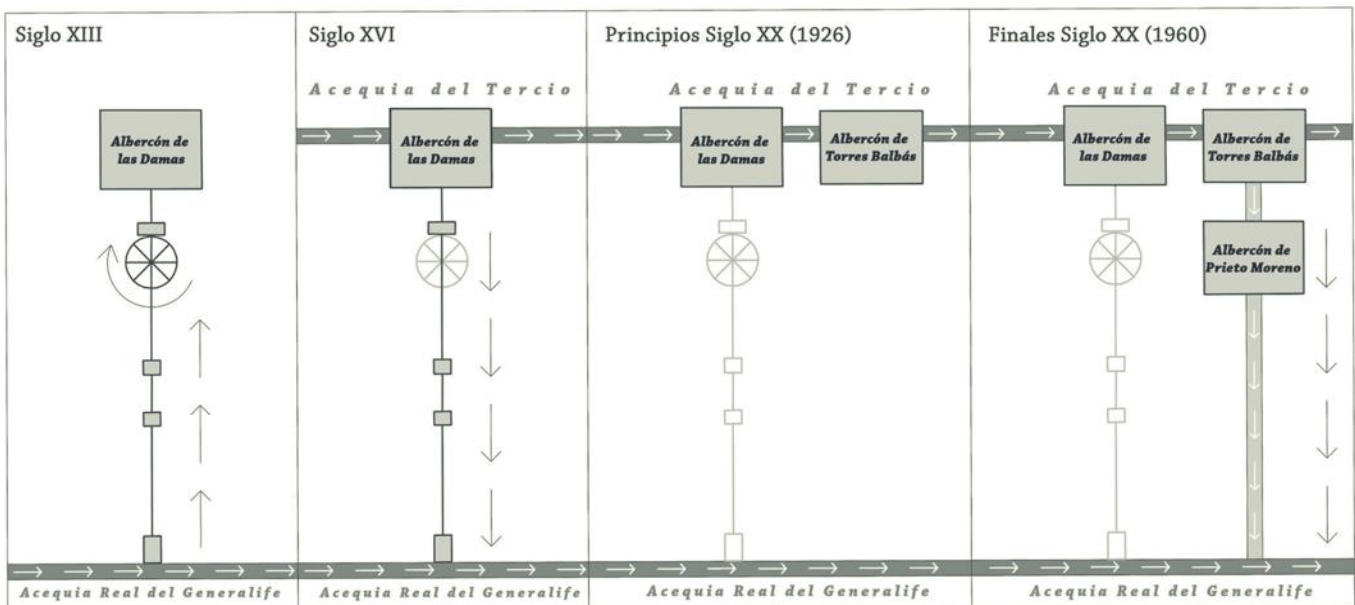 Siglo XIII
Albercón de
las Damas
Acequia Real del Generalife
Siglo XVI
Acequia del Tercio
Albercón de
las Damas
Acequia Real del Generalife
Principios Siglo XX (1926)
Acequia del Tercio
Albercón de
las Damas
Albercón de
Torres Balbás
Acequia Real del Generalife
Finales Siglo XX (1960)
Acequia del Tercio
Albercón de
las Damas
Albercón de
Torres Balbás
Albercón de
Prieto Moreno
Acequia Real del Generalife